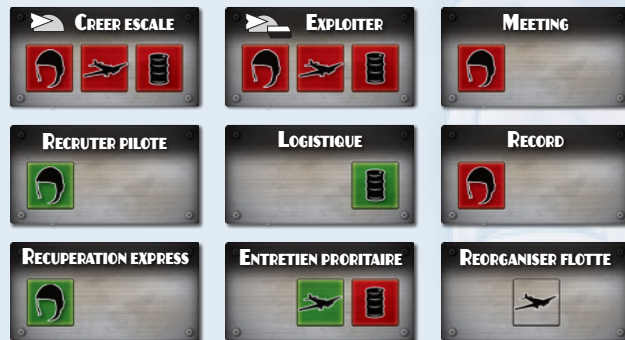 CREER ESCALE
EXPLOITER
MEETING
RECRUTER PILOTE
LOGISTIQUE
RECORD
RECUPERATION EXPRESS
ENTRETIEN PRORITAIRE
REORGANISER FLOTTE